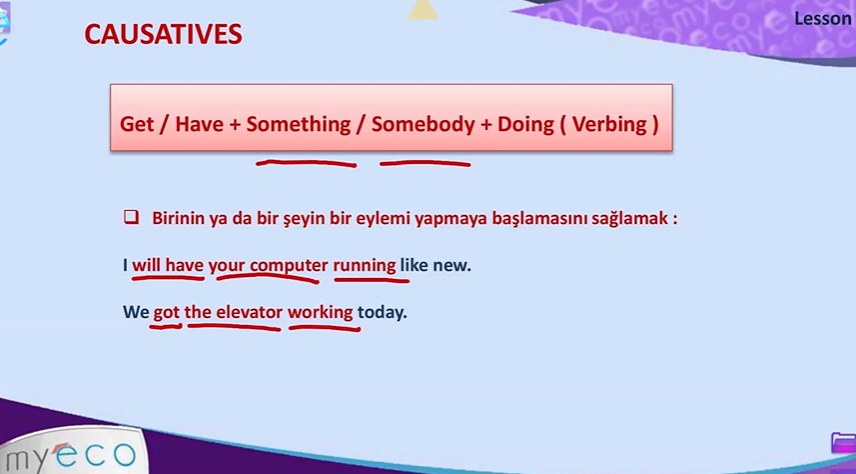 Lesson
CAUSATIVES
Get / Have + Something / Somebody + Doing ( Verbing )
Birinin ya da bir şeyin bir eylemi yapmaya başlamasını sağlamak :
I will have your computer running like new.
We got the elevator working today.
myeco